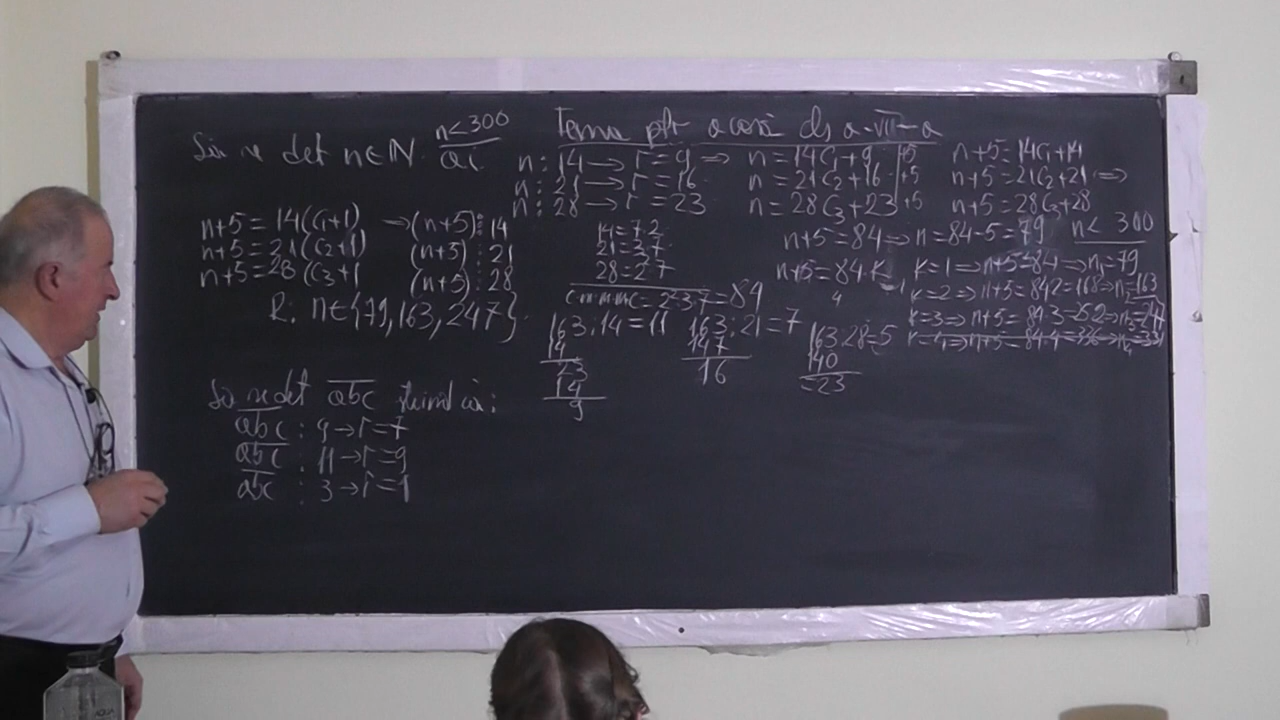 Tema ptr acasă cls a-VII-a
Să se det n∈N n<300 aî
n : 14 → r = 9 ⇒ n = 14C₁+9 |+5 n+5 = 14C₁+14
n : 21 → r = 16 n = 21C₂+16 |+5 n+5 = 21C₂+21 ⇒
n : 28 → r = 23 n = 28C₃+23 |+5 n+5 = 28C₃+28
n+5 = 14(C₁+1) → (n+5) ⋮ 14
n+5 = 21(C₂+1) (n+5) ⋮ 21
n+5 = 28(C₃+1 (n+5) ⋮ 28
14 = 7·2
21 = 3·7
28 = 2²·7
c.m.m.m.c = 2²·3·7 = 84
n+5 = 84 ⇒ n = 84-5 = 79 n < 300
n+5 = 84·k
k=1 ⇒ n+5 = 84 ⇒ n₁ = 79
k=2 ⇒ n+5 = 84·2 = 168 ⇒ n₂ = 163
k=3 ⇒ n+5 = 84·3 = 252 ⇒ n₃ = 247
k=4 ⇒ n+5 = 84·4 = 336 ⇒ n₄ = 331
R: n∈{79, 163, 247}
163 : 14 = 11
14
23
14
9
163 : 21 = 7
147
16
163 : 28 = 5
140
=23
Să se det abc știind că:
abc : 9 → r = 7
abc : 11 → r = 9
abc : 3 → r = 1